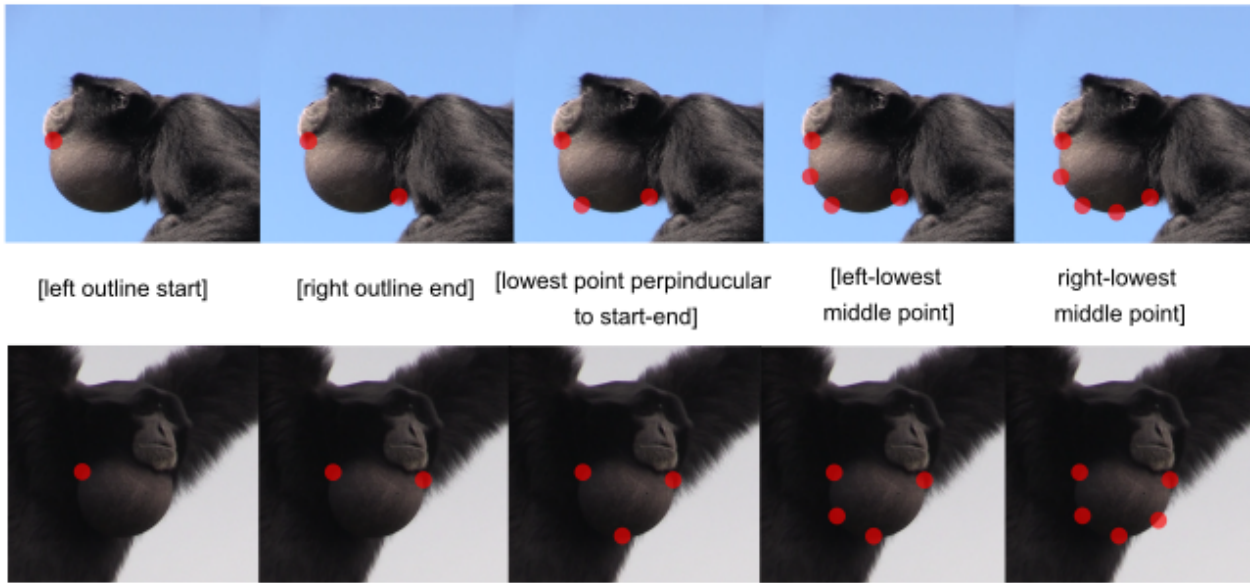 [left outline start]
[right outline end]
[lowest point perpinducular
to start-end]
[left-lowest
middle point]
right-lowest
middle point]